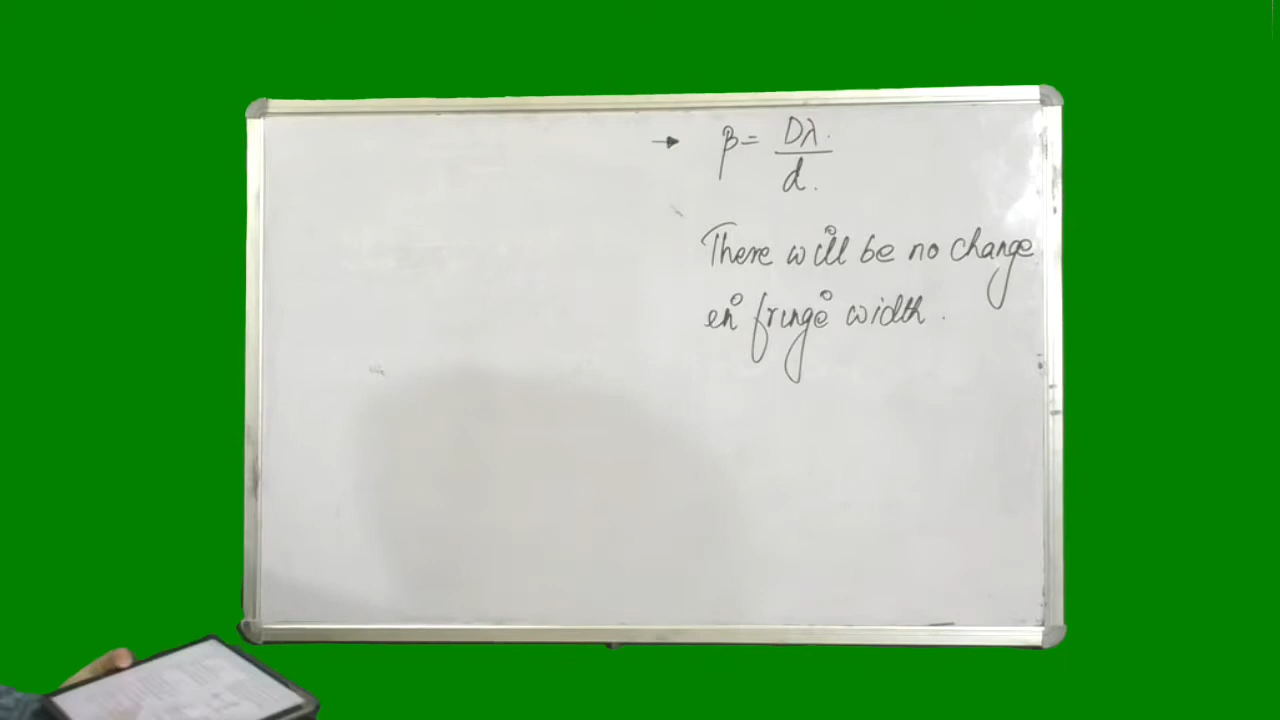 → β = Dλ / d.
There will be no change
in fringe width.